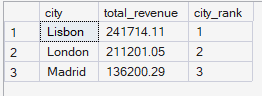 city total_revenue city_rank
1 Lisbon 241714.11 1
2 London 211201.05 2
3 Madrid 136200.29 3